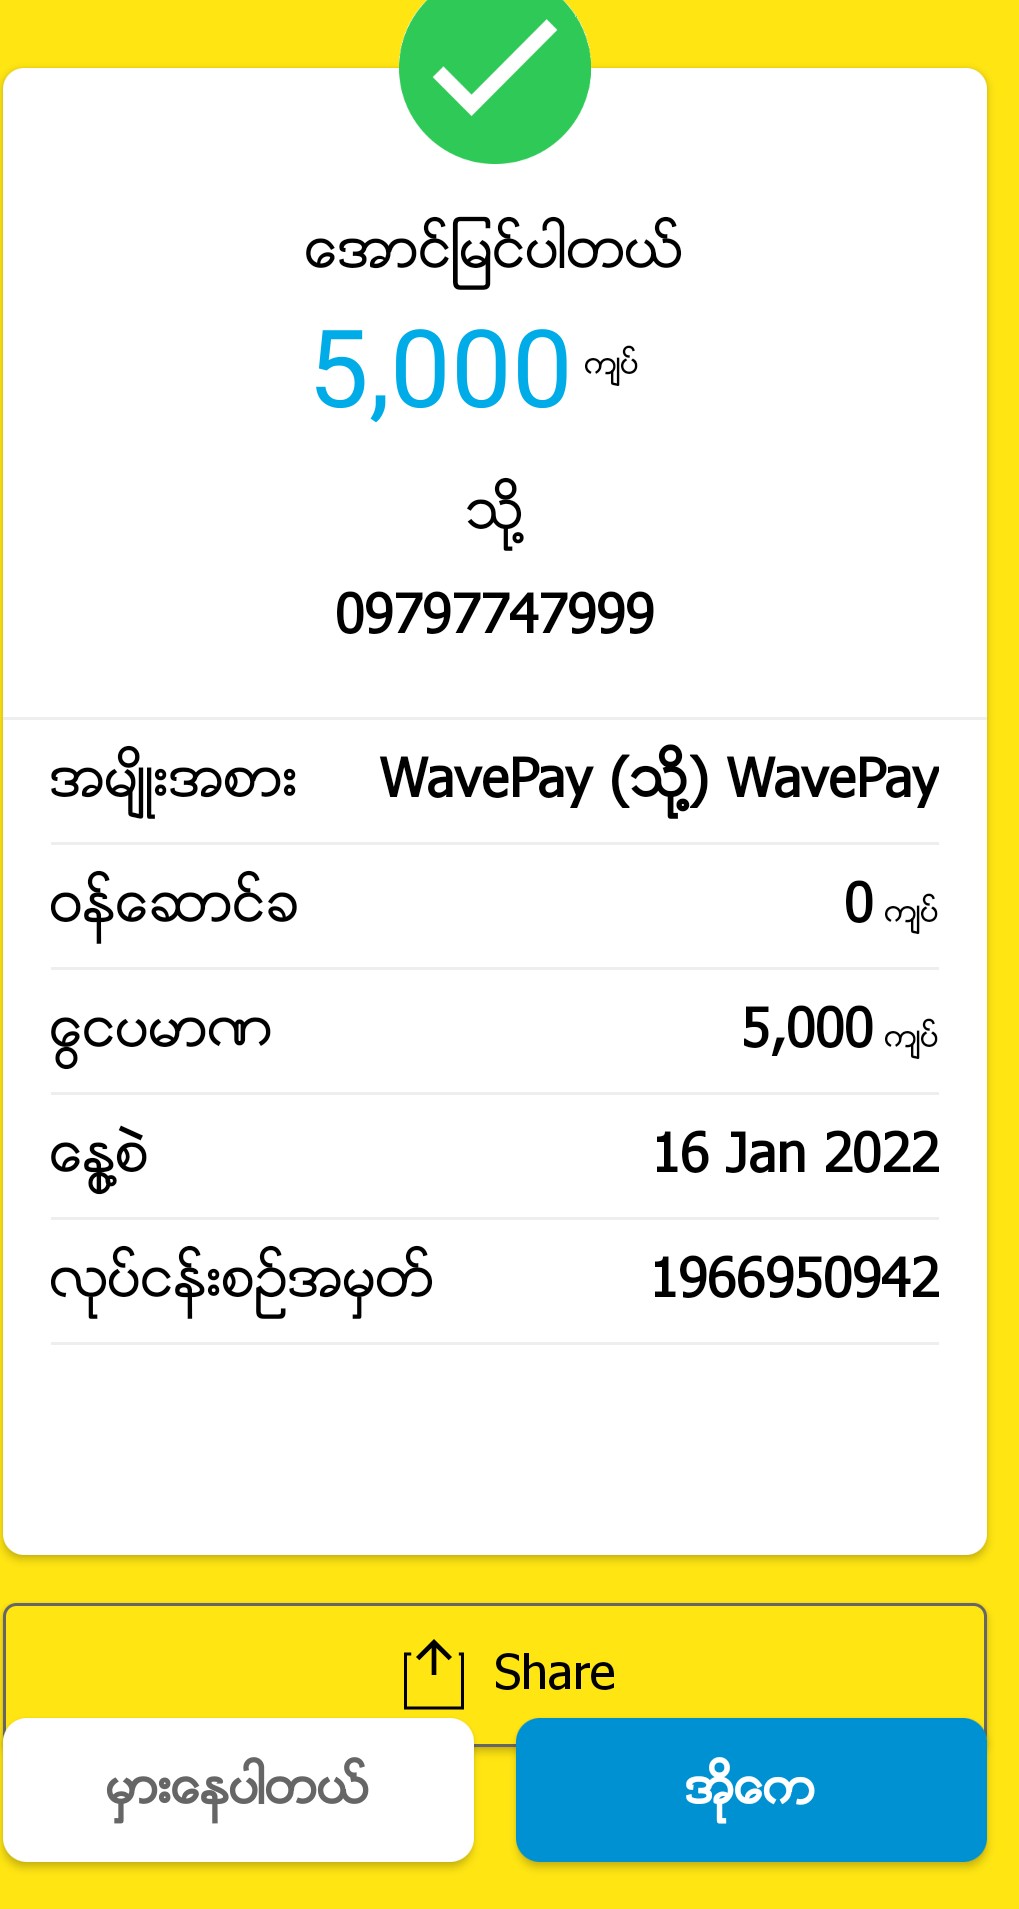 အောင်မြင်ပါတယ်
5,000 ကျပ်
သို့
09797747999
အမျိုးအစား WavePay (သို့) WavePay
ဝန်ဆောင်ခ 0 ကျပ်
ငွေပမာဏ 5,000 ကျပ်
နေ့စွဲ 16 Jan 2022
လုပ်ငန်းစဉ်အမှတ် 1966950942
Share
မှားနေပါတယ် အိုကေ